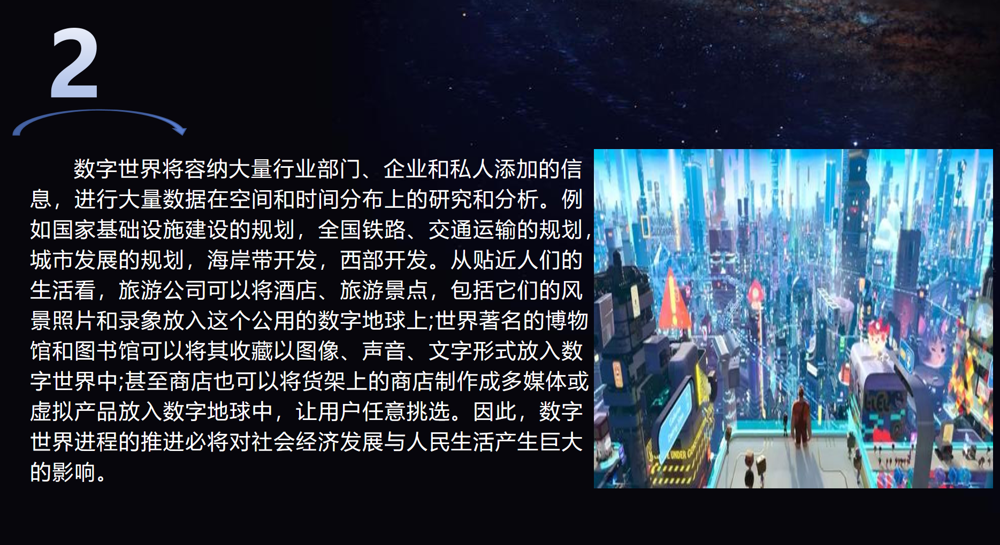 2
数字世界将容纳大量行业部门、企业和私人添加的信
息，进行大量数据在空间和时间分布上的研究和分析。例
如国家基础设施建设的规划，全国铁路、交通运输的规划，
城市发展的规划，海岸带开发，西部开发。从贴近人们的
生活看，旅游公司可以将酒店、旅游景点，包括它们的风
景照片和录象放入这个公用的数字地球上;世界著名的博物
馆和图书馆可以将其收藏以图像、声音、文字形式放入数
字世界中;甚至商店也可以将货架上的商店制作成多媒体或
虚拟产品放入数字地球中，让用户任意挑选。因此，数字
世界进程的推进必将对社会经济发展与人民生活产生巨大
的影响。
UNDER